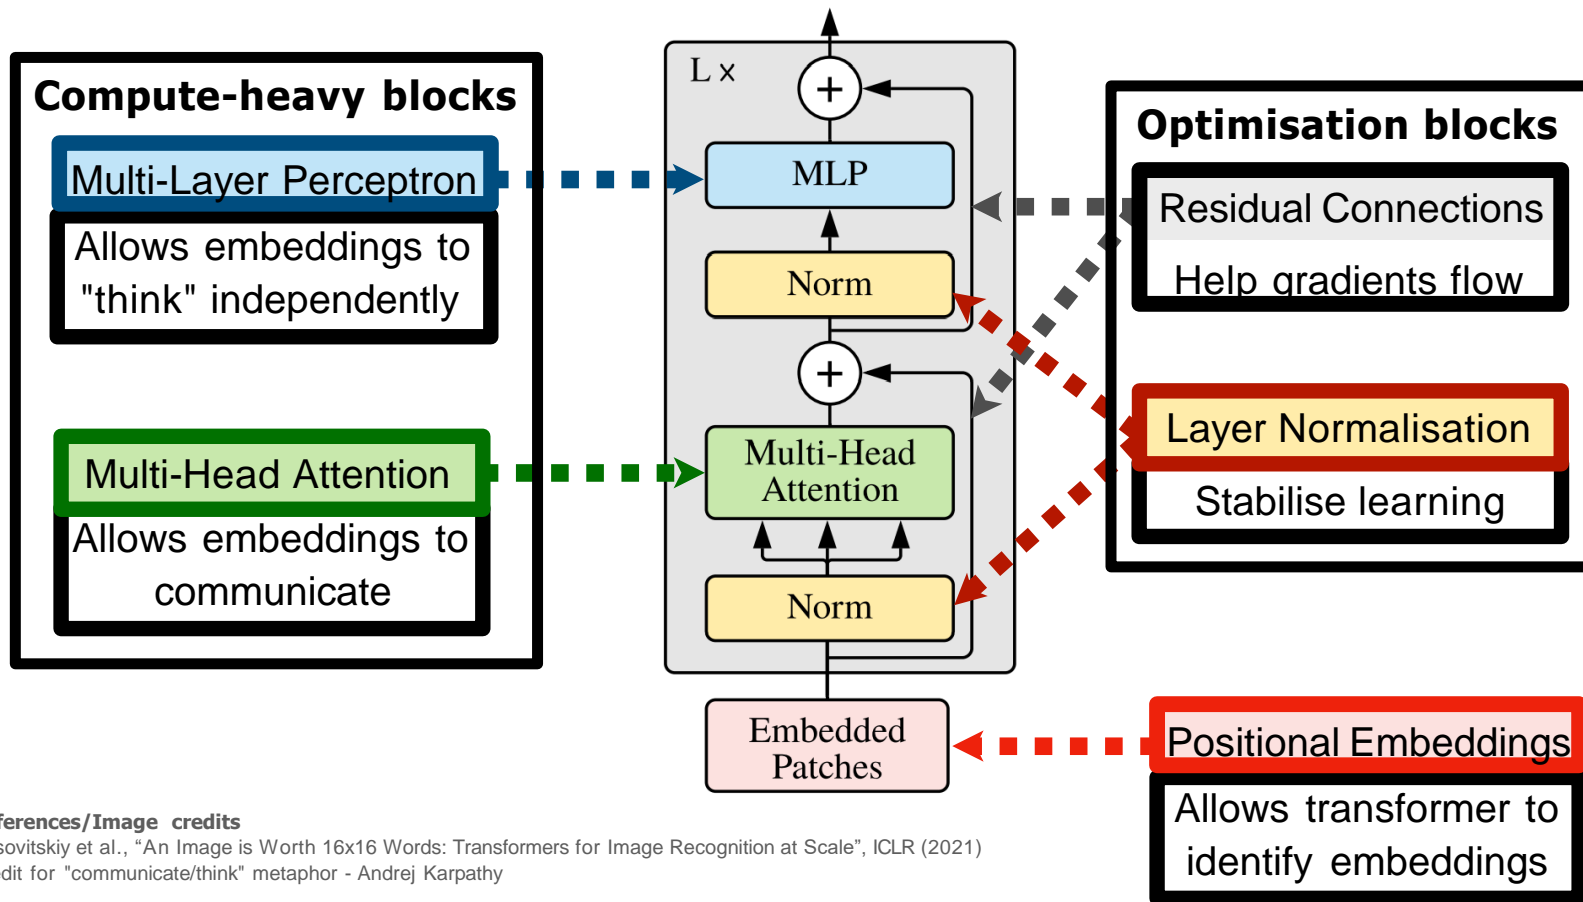 Compute-heavy blocks
Multi-Layer Perceptron
Allows embeddings to
"think" independently
Multi-Head Attention
Allows embeddings to
communicate
L ×
+
MLP
Norm
+
Multi-Head
Attention
Norm
Embedded
Patches
Optimisation blocks
Residual Connections
Help gradients flow
Layer Normalisation
Stabilise learning
Positional Embeddings
Allows transformer to
identify embeddings
ferences/Image credits
sovitskiy et al., “An Image is Worth 16x16 Words: Transformers for Image Recognition at Scale”, ICLR (2021)
edit for "communicate/think" metaphor - Andrej Karpathy